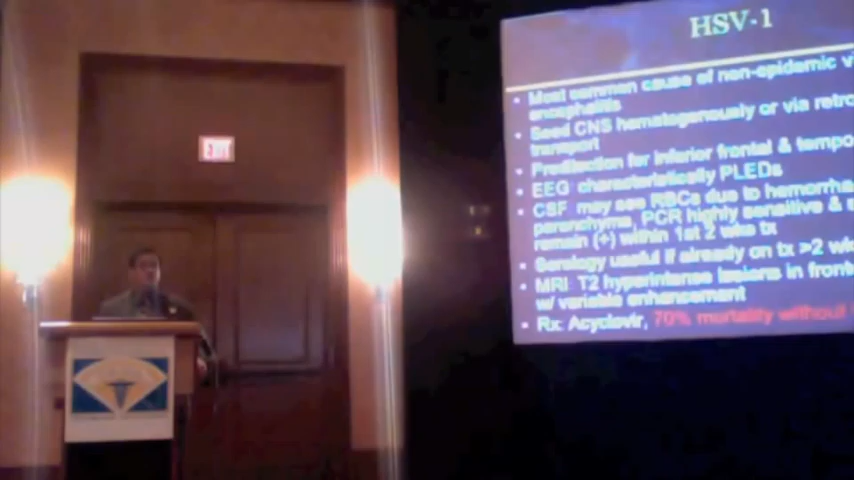 EXIT
HSV-1
• Most common cause of non-epidemic v
encephalitis
• Seed CNS hematogenously or via retro
transport
• Predilection for inferior frontal & tempo
• EEG characteristically PLEDs
• CSF may see RBCs due to hemorrha
parenchyma, PCR highly sensitive & s
remain (+) within 1st 2 wks tx
• Serology useful if already on tx >2 w
• MRI: T2 hyperintense lesions in front
w/ variable enhancement
• Rx: Acyclovir, 70% mortality without